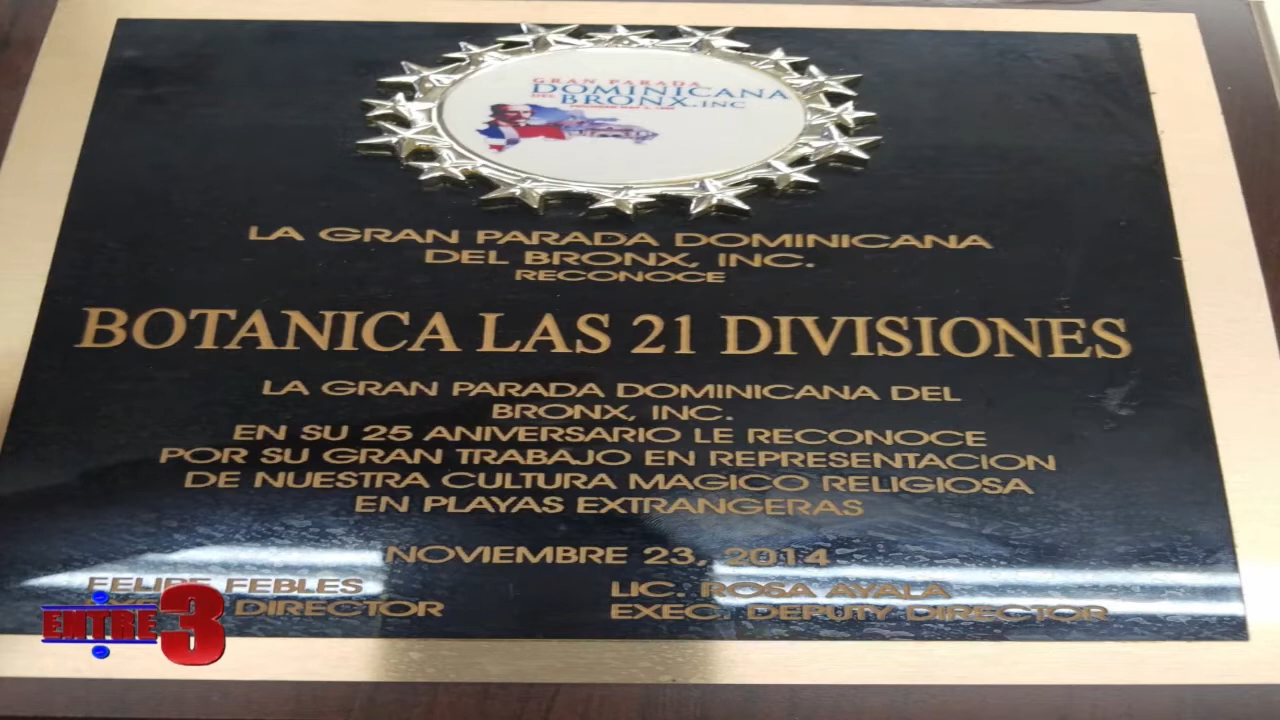 GRAN PARADA
DOMINICANA
DEL BRONX.INC
LA GRAN PARADA DOMINICANA
DEL BRONX, INC.
RECONOCE
BOTANICA LAS 21 DIVISIONES
LA GRAN PARADA DOMINICANA DEL
BRONX, INC.
EN SU 25 ANIVERSARIO LE RECONOCE
POR SU GRAN TRABAJO EN REPRESENTACION
DE NUESTRA CULTURA MAGICO RELIGIOSA
EN PLAYAS EXTRANGERAS
NOVIEMBRE 23, 2014
FELIPE FEBLES
DIRECTOR
LIC. ROSA AYALA
EXEC. DEPUTY DIRECTOR
ENTRE 3